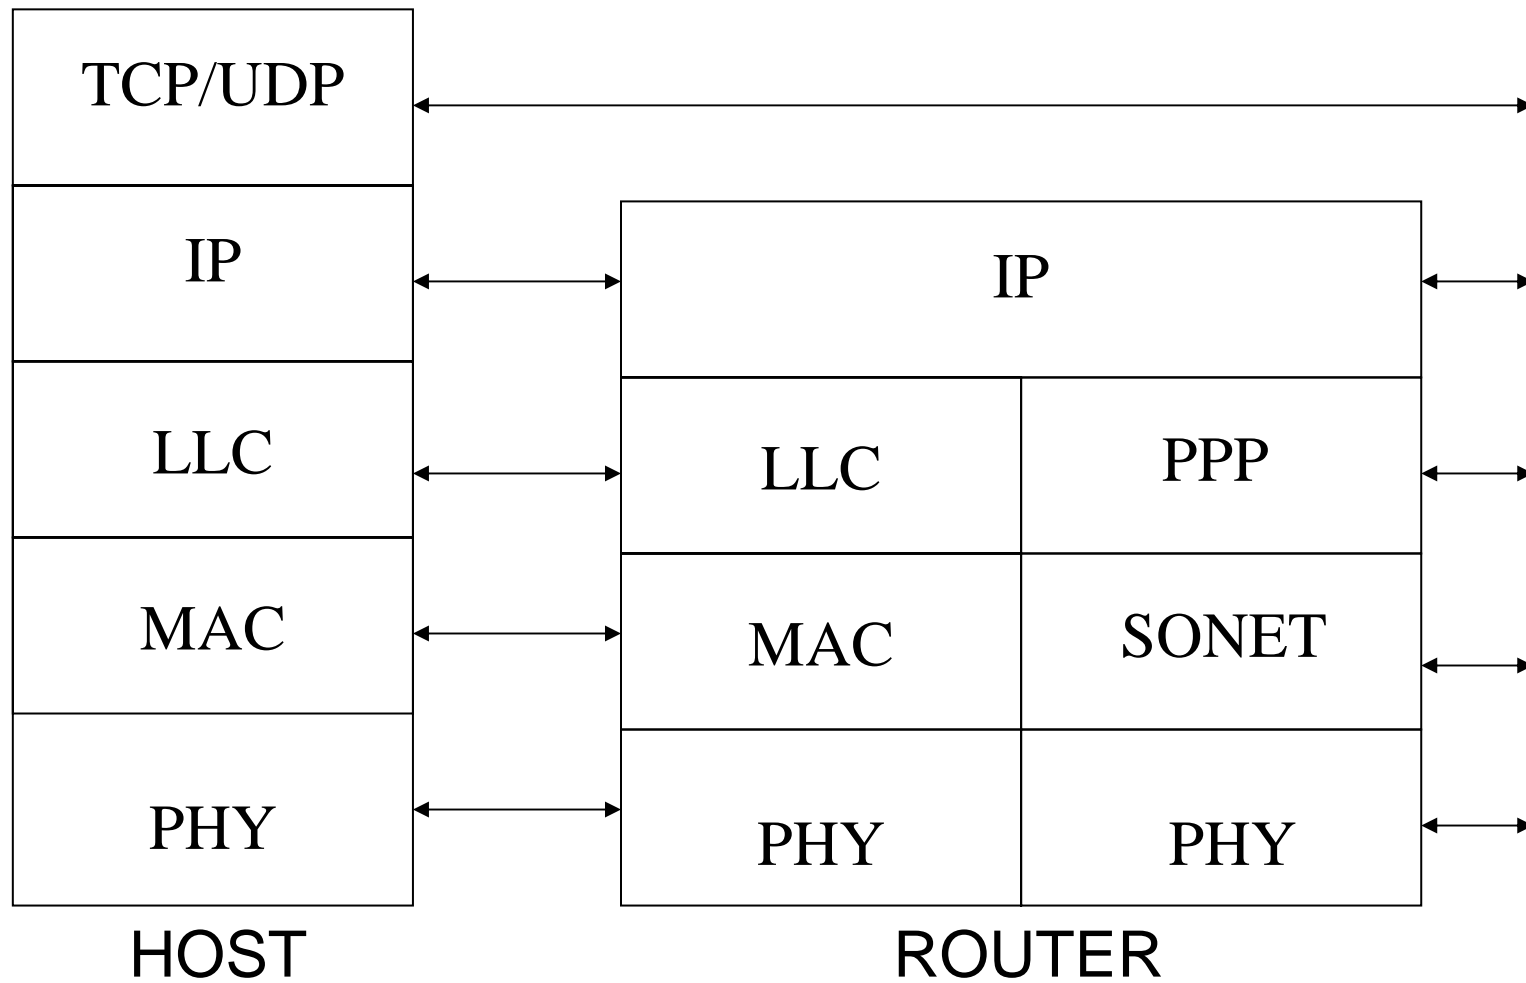 TCP/UDP
IP
LLC
MAC
PHY
HOST
IP
LLC
PPP
MAC
SONET
PHY
PHY
ROUTER